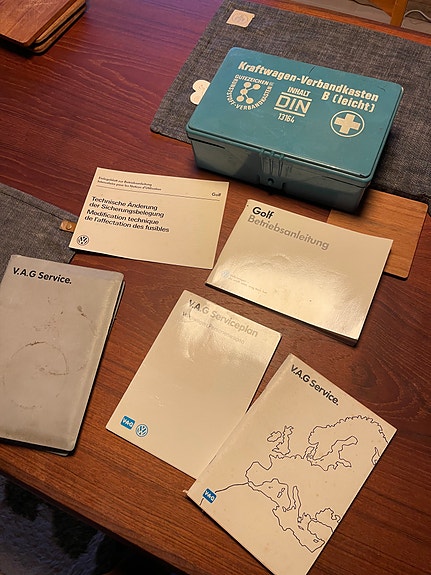 Kraftwagen-Verbandkasten
B (leicht)
GÜTEZEICHEN
INHALT
DIN
13164
Golf
Technische Änderung
der Sicherungsbelegung
Modification technique
de l'affectation des fusibles
Golf
Betriebsanleitung
V.A.G Service.
V.A.G Serviceplan
V.A.G Service.